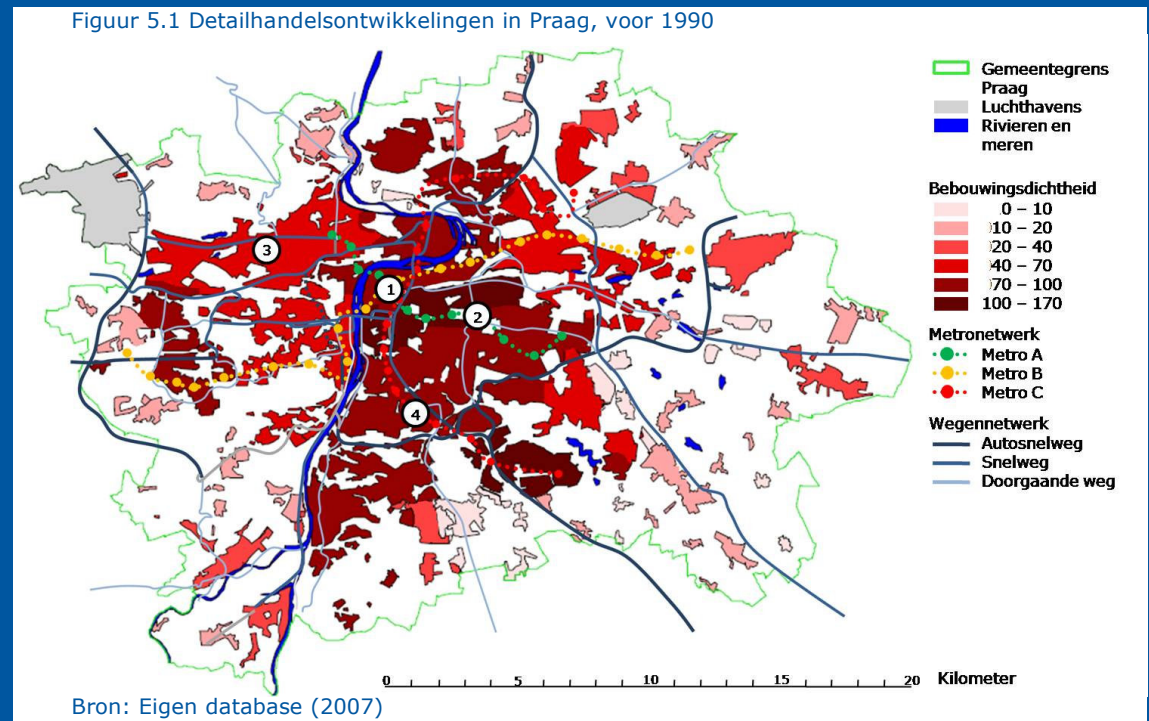 Figuur 5.1 Detailhandelsontwikkelingen in Praag, voor 1990
Gemeentegrens
Praag
Luchthavens
Rivieren en
meren
Bebouwingsdichtheid
0 – 10
10 – 20
20 – 40
40 – 70
70 – 100
100 – 170
Metronetwerk
Metro A
Metro B
Metro C
Wegennetwerk
Autosnelweg
Snelweg
Doorgaande weg
3
1
2
4
0 5 10 15 20 Kilometer
Bron: Eigen database (2007)